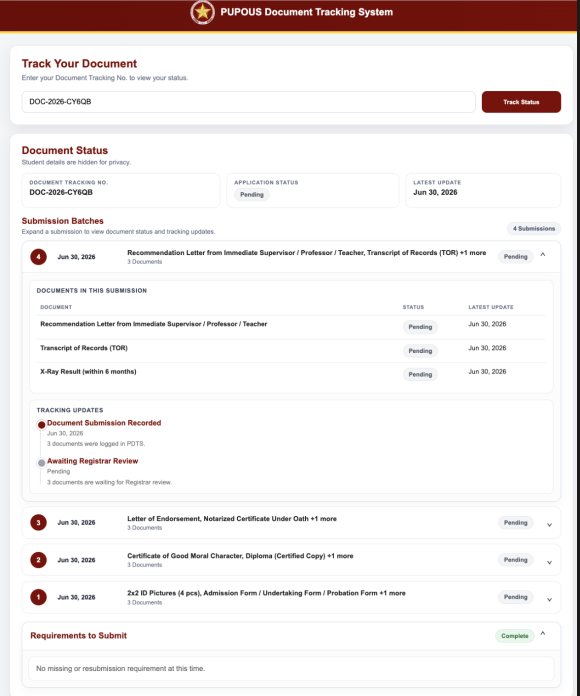 PUPOUS Document Tracking System
Track Your Document
Enter your Document Tracking No. to view your status.
DOC-2026-CY6QB
Track Status
Document Status
Student details are hidden for privacy.
DOCUMENT TRACKING NO.
DOC-2026-CY6QB
APPLICATION STATUS
Pending
LATEST UPDATE
Jun 30, 2026
Submission Batches
Expand a submission to view document status and tracking updates.
4 Submissions
4 Jun 30, 2026 Recommendation Letter from Immediate Supervisor / Professor / Teacher, Transcript of Records (TOR) +1 more Pending
3 Documents
DOCUMENTS IN THIS SUBMISSION
DOCUMENT STATUS LATEST UPDATE
Recommendation Letter from Immediate Supervisor / Professor / Teacher Pending Jun 30, 2026
Transcript of Records (TOR) Pending Jun 30, 2026
X-Ray Result (within 6 months) Pending Jun 30, 2026
TRACKING UPDATES
Document Submission Recorded
Jun 30, 2026
3 documents were logged in PDTS.
Awaiting Registrar Review
Pending
3 documents are waiting for Registrar review.
3 Jun 30, 2026 Letter of Endorsement, Notarized Certificate Under Oath +1 more Pending
3 Documents
2 Jun 30, 2026 Certificate of Good Moral Character, Diploma (Certified Copy) +1 more Pending
3 Documents
1 Jun 30, 2026 2x2 ID Pictures (4 pcs), Admission Form / Undertaking Form / Probation Form +1 more Pending
3 Documents
Requirements to Submit Complete
No missing or resubmission requirement at this time.